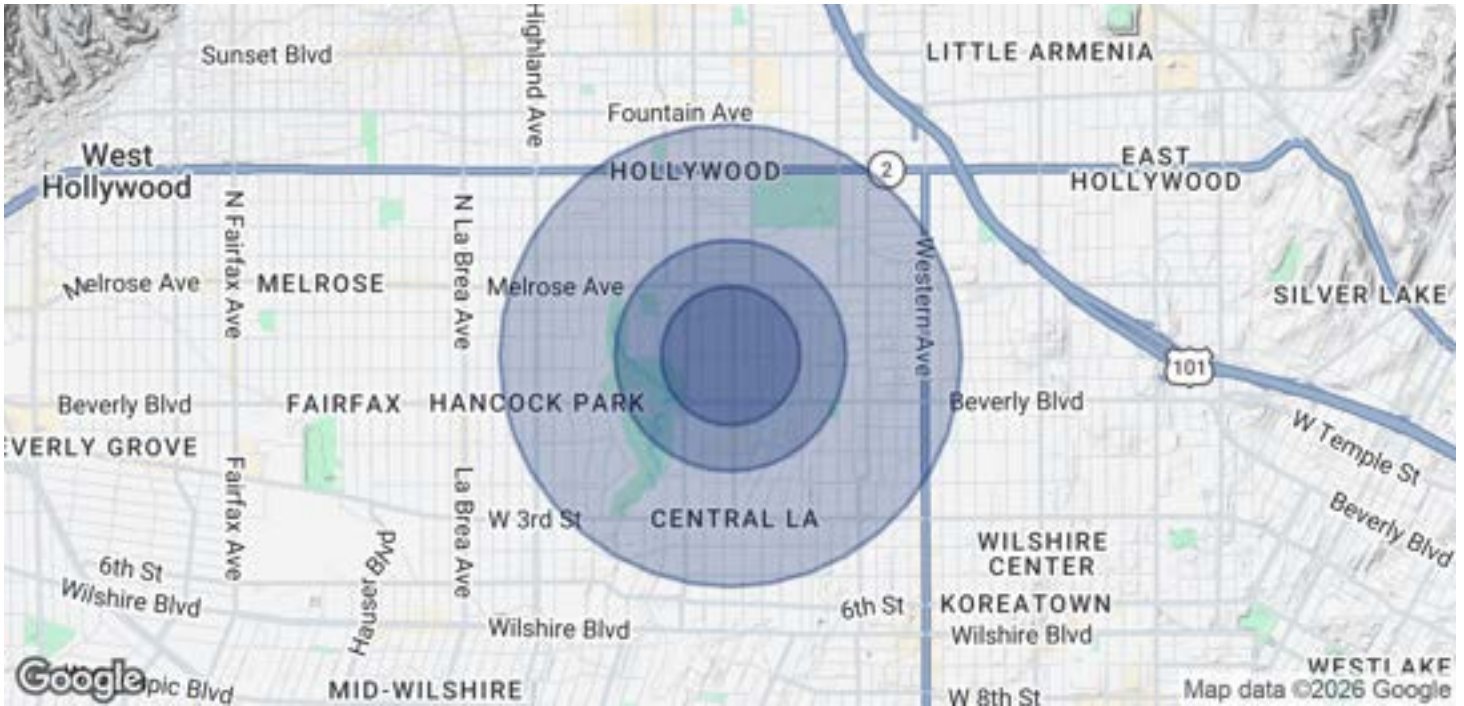 Sunset Blvd
Highland Ave
LITTLE ARMENIA
Fountain Ave
West
Hollywood
HOLLYWOOD
2
EAST
HOLLYWOOD
N Fairfax Ave
N La Brea Ave
Western Ave
Melrose Ave
MELROSE
Melrose Ave
SILVER LAKE
101
Beverly Blvd
FAIRFAX
HANCOCK PARK
Beverly Blvd
EVERLY GROVE
W Temple St
Fairfax Ave
La Brea Ave
W 3rd St
CENTRAL LA
Beverly Blvd
Hauser Blvd
WILSHIRE
CENTER
6th St
Wilshire Blvd
6th St
KOREATOWN
Wilshire Blvd
Wilshire Blvd
WESTLAKE
Google
pic Blvd
MID-WILSHIRE
W 8th St
Map data ©2026 Google